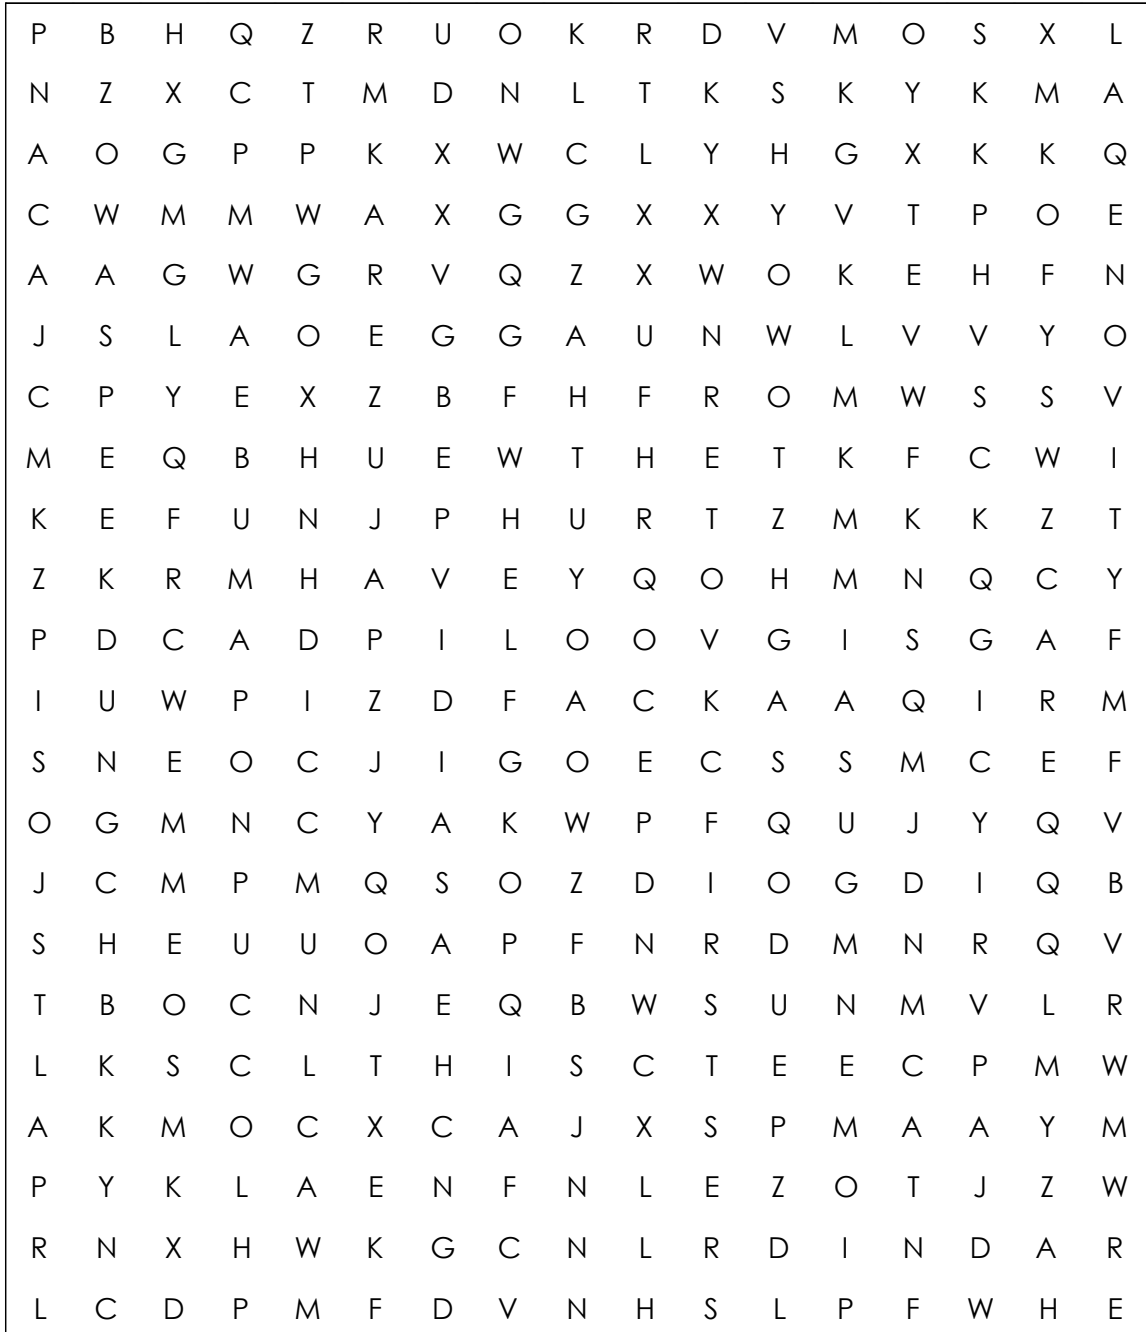 P B H Q Z R U O K R D V M O S X L
N Z X C T M D N L T K S K Y K M A
A O G P P K X W C L Y H G X K K Q
C W M M W A X G G X X Y V T P O E
A A G W G R V Q Z X W O K E H F N
J S L A O E G G A U N W L V V Y O
C P Y E X Z B F H F R O M W S S V
M E Q B H U E W T H E T K F C W I
K E F U N J P H U R T Z M K K Z T
Z K R M H A V E Y Q O H M N Q C Y
P D C A D P I L O O V G I S G A F
I U W P I Z D F A C K A A Q I R M
S N E O C J I G O E C S S M C E F
O G M N C Y A K W P F Q U J Y Q V
J C M P M Q S O Z D I O G D I Q B
S H E U U O A P F N R D M N R Q V
T B O C N J E Q B W S U N M V L R
L K S C L T H I S C T E E C P M W
A K M O C X C A J X S P M A A Y M
P Y K L A E N F N L E Z O T J Z W
R N X H W K G C N L R D I N D A R
L C D P M F D V N H S L P F W H E